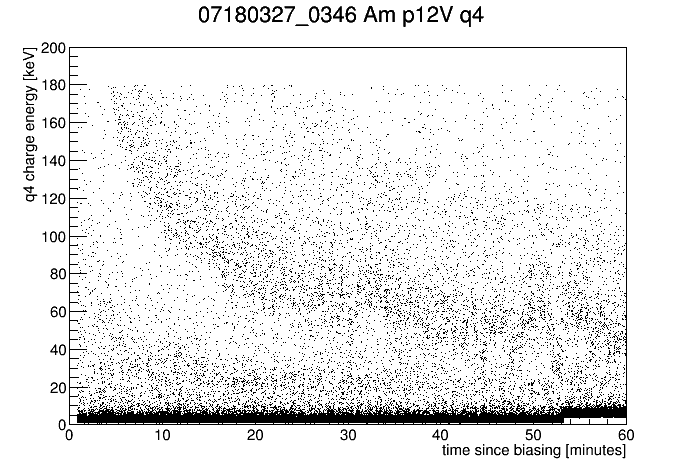 07180327_0346 Am p12V q4
q4 charge energy [keV]
200
180
160
140
120
100
80
60
40
20
0
0 10 20 30 40 50 60
time since biasing [minutes]